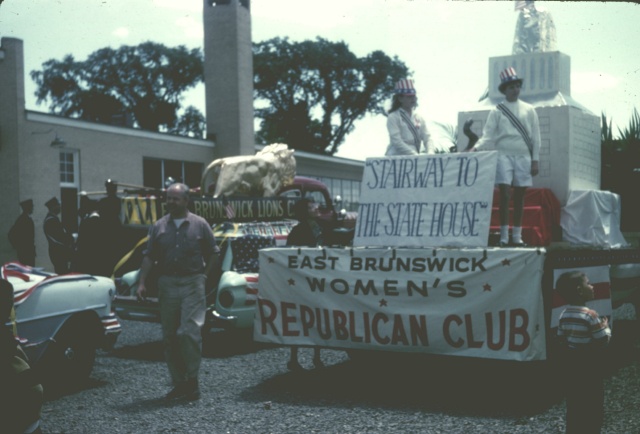 BRUNSWICK LIONS
STAIRWAY TO
THE STATE HOUSE"
EAST BRUNSWICK
WOMEN'S
REPUBLICAN CLUB